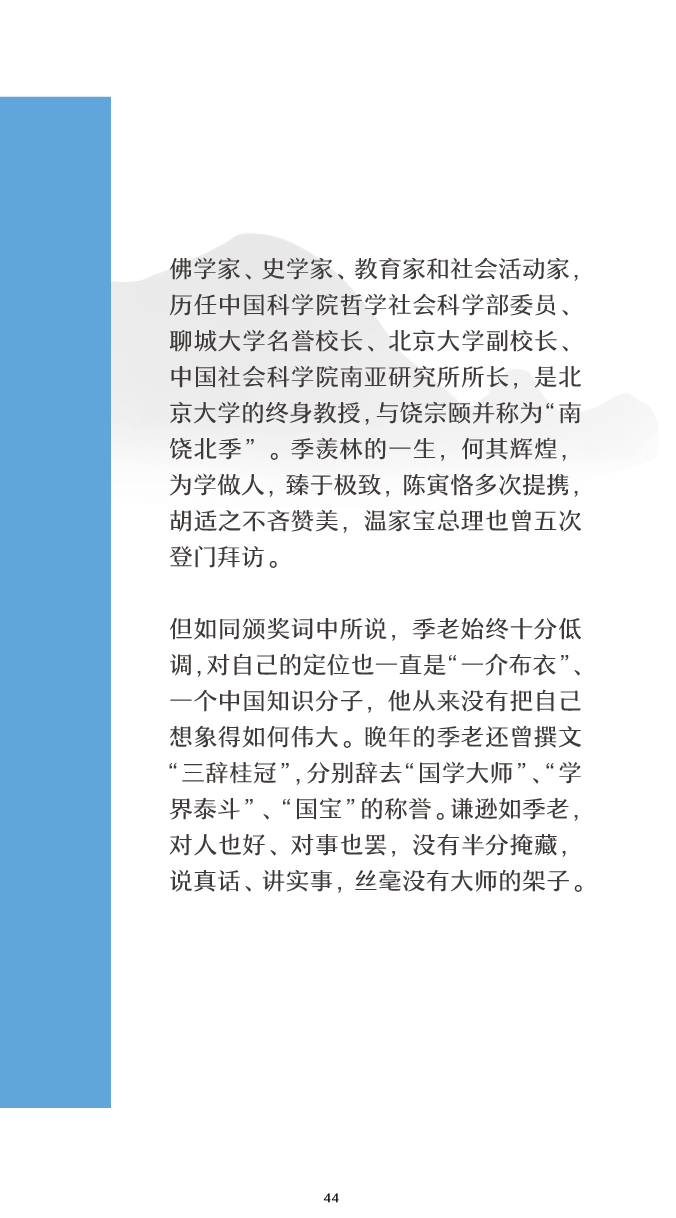 佛学家、史学家、教育家和社会活动家，
历任中国科学院哲学社会科学部委员、
聊城大学名誉校长、北京大学副校长、
中国社会科学院南亚研究所所长，是北
京大学的终身教授，与饶宗颐并称为“南
饶北季”。季羡林的一生，何其辉煌，
为学做人，臻于极致，陈寅恪多次提携，
胡适之不吝赞美，温家宝总理也曾五次
登门拜访。
但如同颁奖词中所说，季老始终十分低
调，对自己的定位也一直是“一介布衣”、
一个中国知识分子，他从来没有把自己
想象得如何伟大。晚年的季老还曾撰文
“三辞桂冠”，分别辞去“国学大师”、“学
界泰斗”、“国宝”的称誉。谦逊如季老，
对人也好、对事也罢，没有半分掩藏，
说真话、讲实事，丝毫没有大师的架子。
44